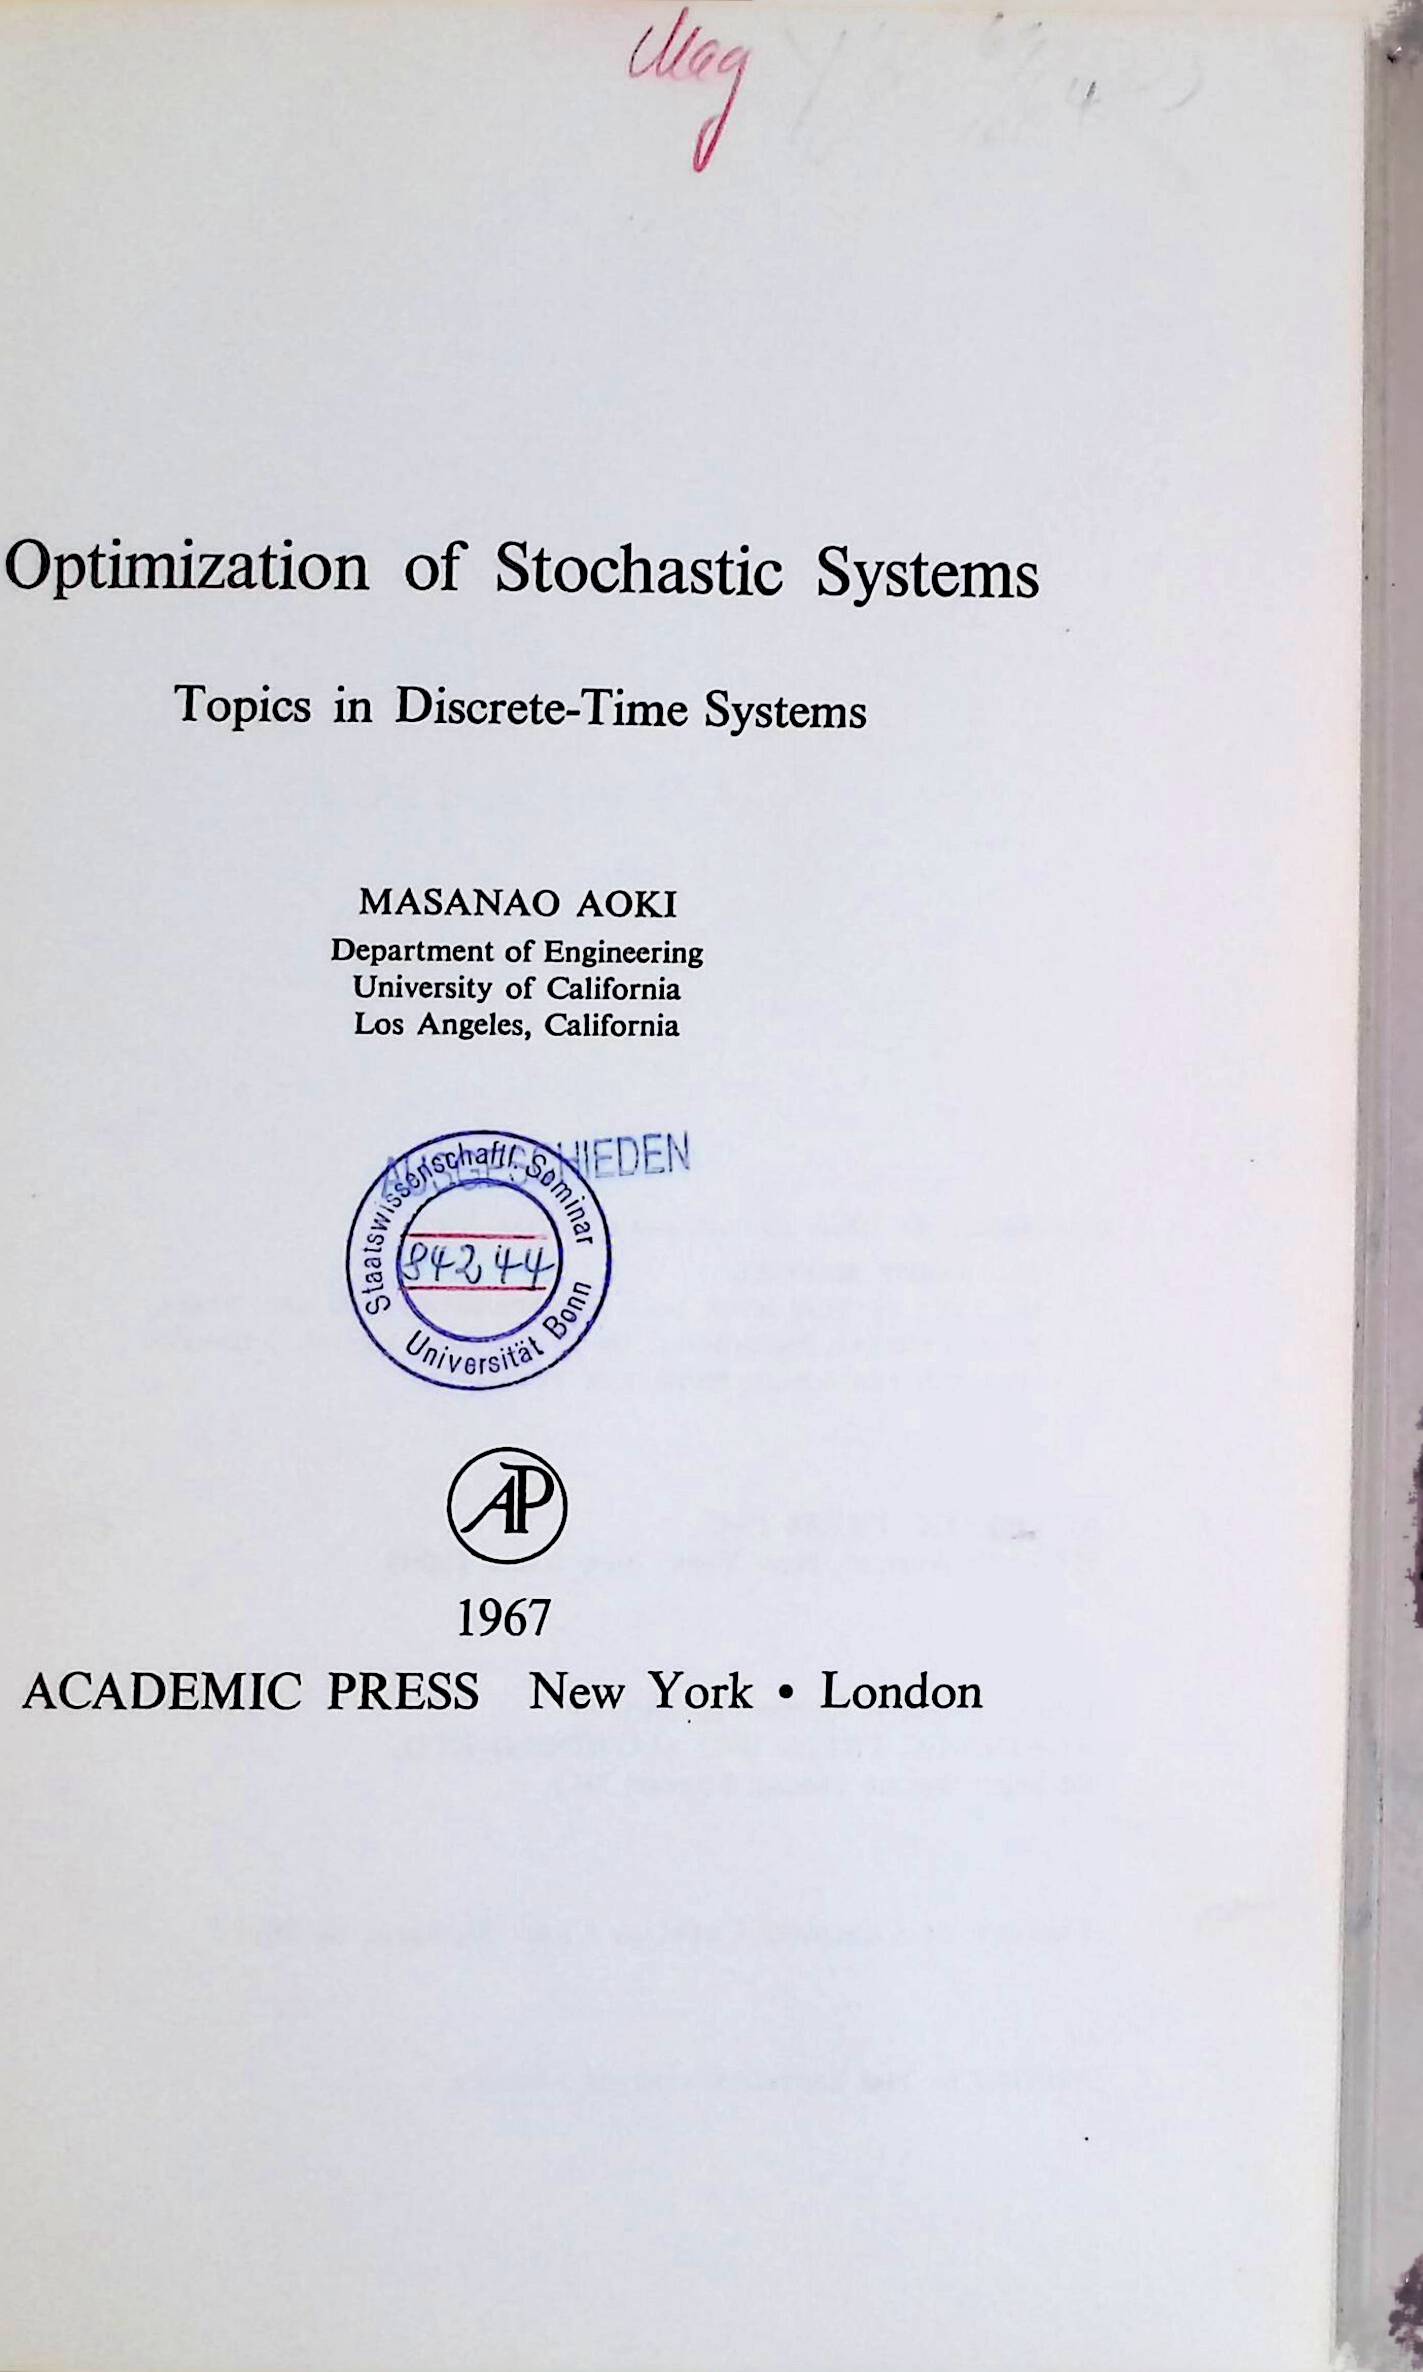 Mag
Optimization of Stochastic Systems
Topics in Discrete-Time Systems
MASANAO AOKI
Department of Engineering
University of California
Los Angeles, California
AUSGESCHIEDEN
Staatswissenschaftl. Seminar
84244
Universität Bonn
AP
1967
ACADEMIC PRESS New York • London